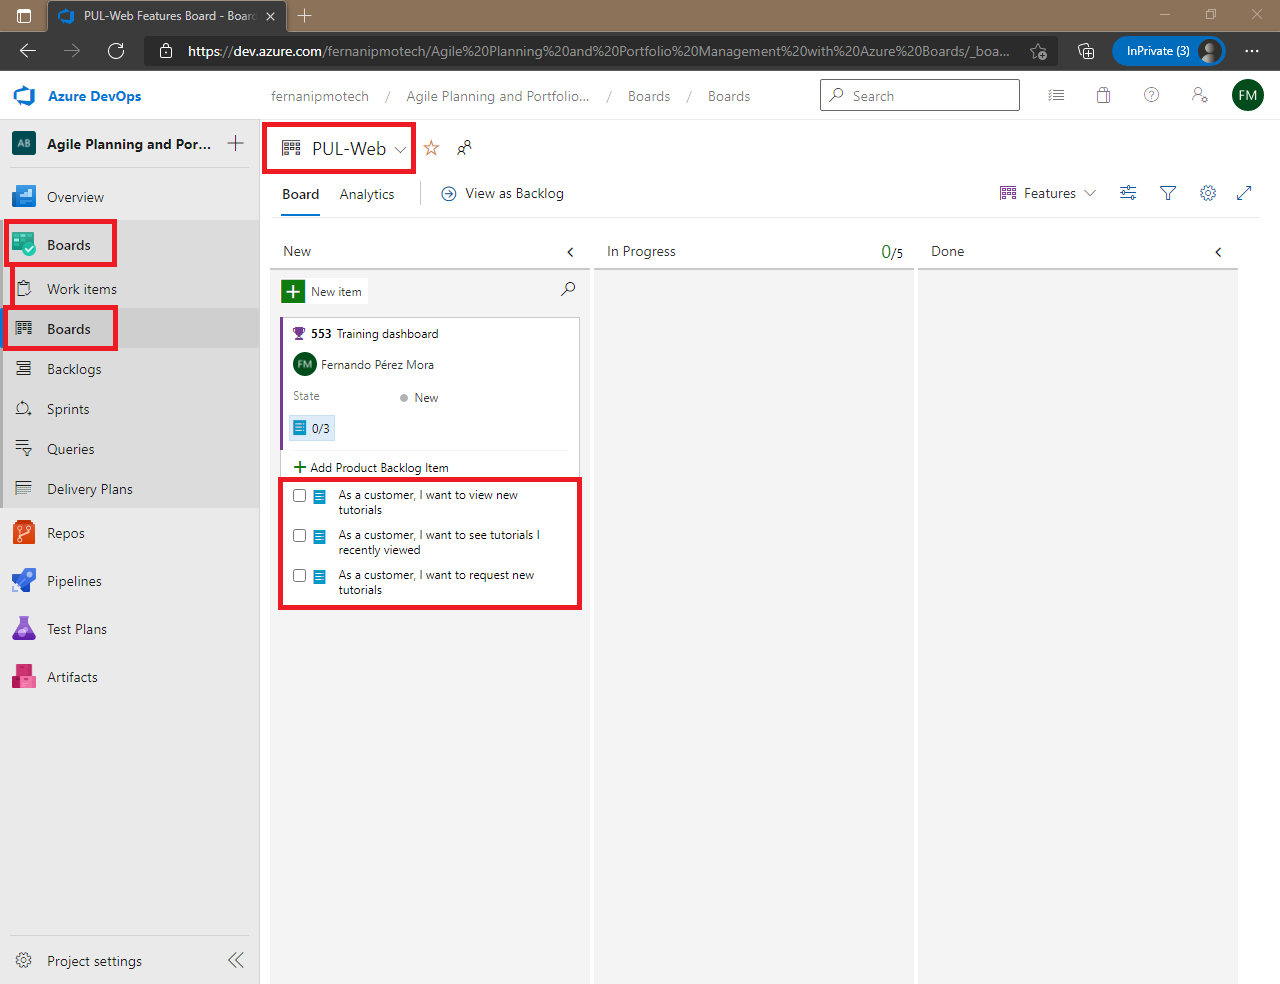 PUL-Web Features Board - Board
https://dev.azure.com/fernanipmotech/Agile%20Planning%20and%20Portfolio%20Management%20with%20Azure%20Boards/_boa...
InPrivate (3)
Azure DevOps
fernanipmotech / Agile Planning and Portfolio... / Boards / Boards
Search
FM
AB
Agile Planning and Por...
PUL-Web
Overview
Board
Analytics
View as Backlog
Features
Boards
Work items
Boards
Backlogs
Sprints
Queries
Delivery Plans
Repos
Pipelines
Test Plans
Artifacts
Project settings
New
In Progress
0/5
Done
New item
553 Training dashboard
FM
Fernando Pérez Mora
State
New
0/3
Add Product Backlog Item
As a customer, I want to view new
tutorials
As a customer, I want to see tutorials I
recently viewed
As a customer, I want to request new
tutorials